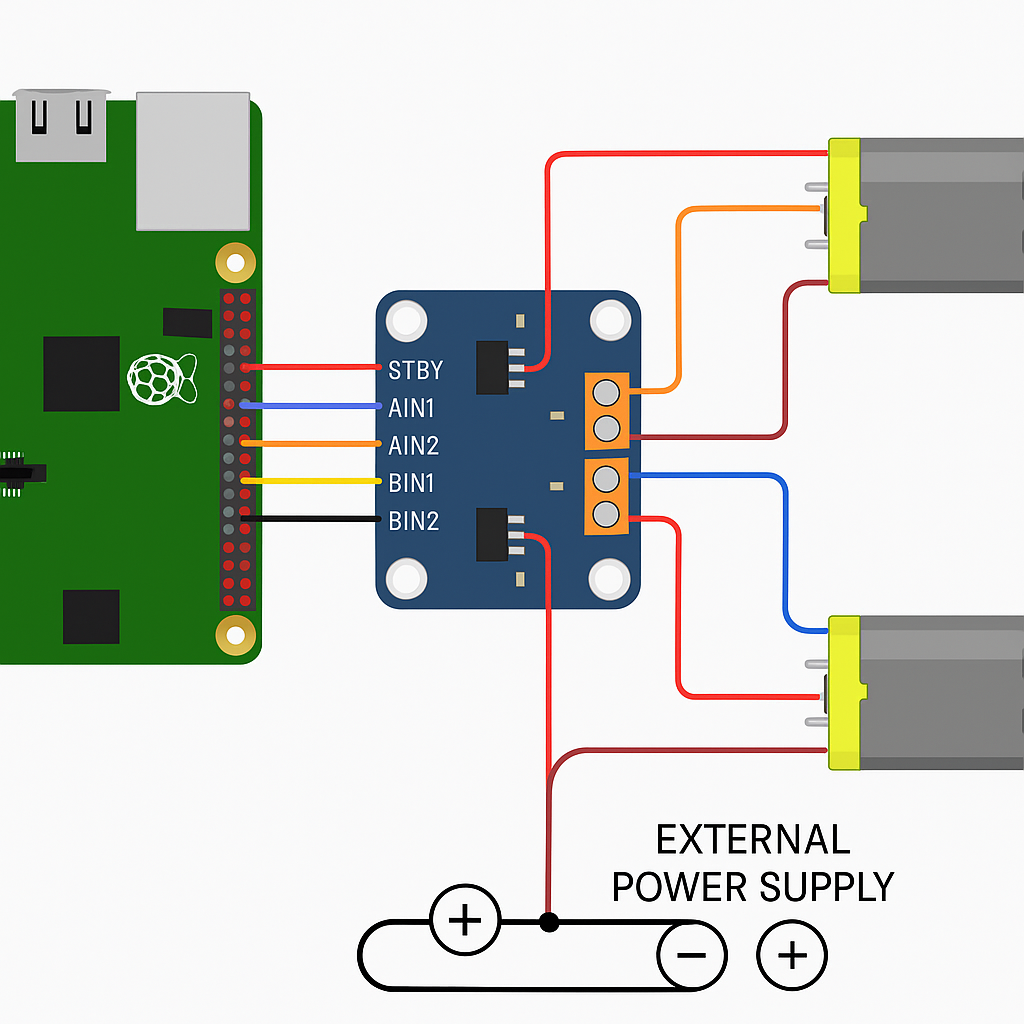 STBY
AIN1
AIN2
BIN1
BIN2
EXTERNAL
POWER SUPPLY
+
−
+